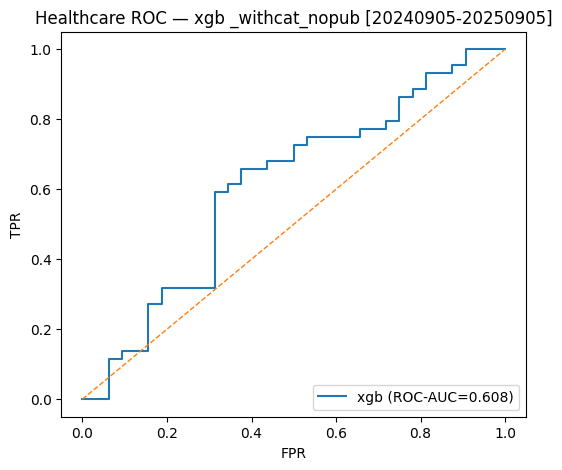 Healthcare ROC — xgb _withcat_nopub [20240905-20250905]
TPR
1.0
0.8
0.6
0.4
0.2
0.0
0.0 0.2 0.4 0.6 0.8 1.0
FPR
xgb (ROC-AUC=0.608)